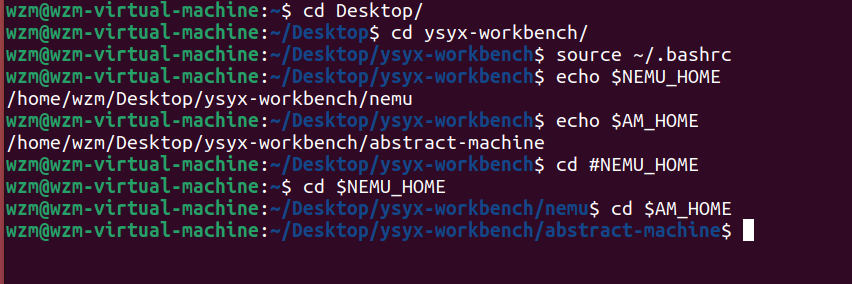 wzm@wzm-virtual-machine:~$ cd Desktop/
wzm@wzm-virtual-machine:~/Desktop$ cd ysyx-workbench/
wzm@wzm-virtual-machine:~/Desktop/ysyx-workbench$ source ~/.bashrc
wzm@wzm-virtual-machine:~/Desktop/ysyx-workbench$ echo $NEMU_HOME
/home/wzm/Desktop/ysyx-workbench/nemu
wzm@wzm-virtual-machine:~/Desktop/ysyx-workbench$ echo $AM_HOME
/home/wzm/Desktop/ysyx-workbench/abstract-machine
wzm@wzm-virtual-machine:~/Desktop/ysyx-workbench$ cd #NEMU_HOME
wzm@wzm-virtual-machine:~$ cd $NEMU_HOME
wzm@wzm-virtual-machine:~/Desktop/ysyx-workbench/nemu$ cd $AM_HOME
wzm@wzm-virtual-machine:~/Desktop/ysyx-workbench/abstract-machine$